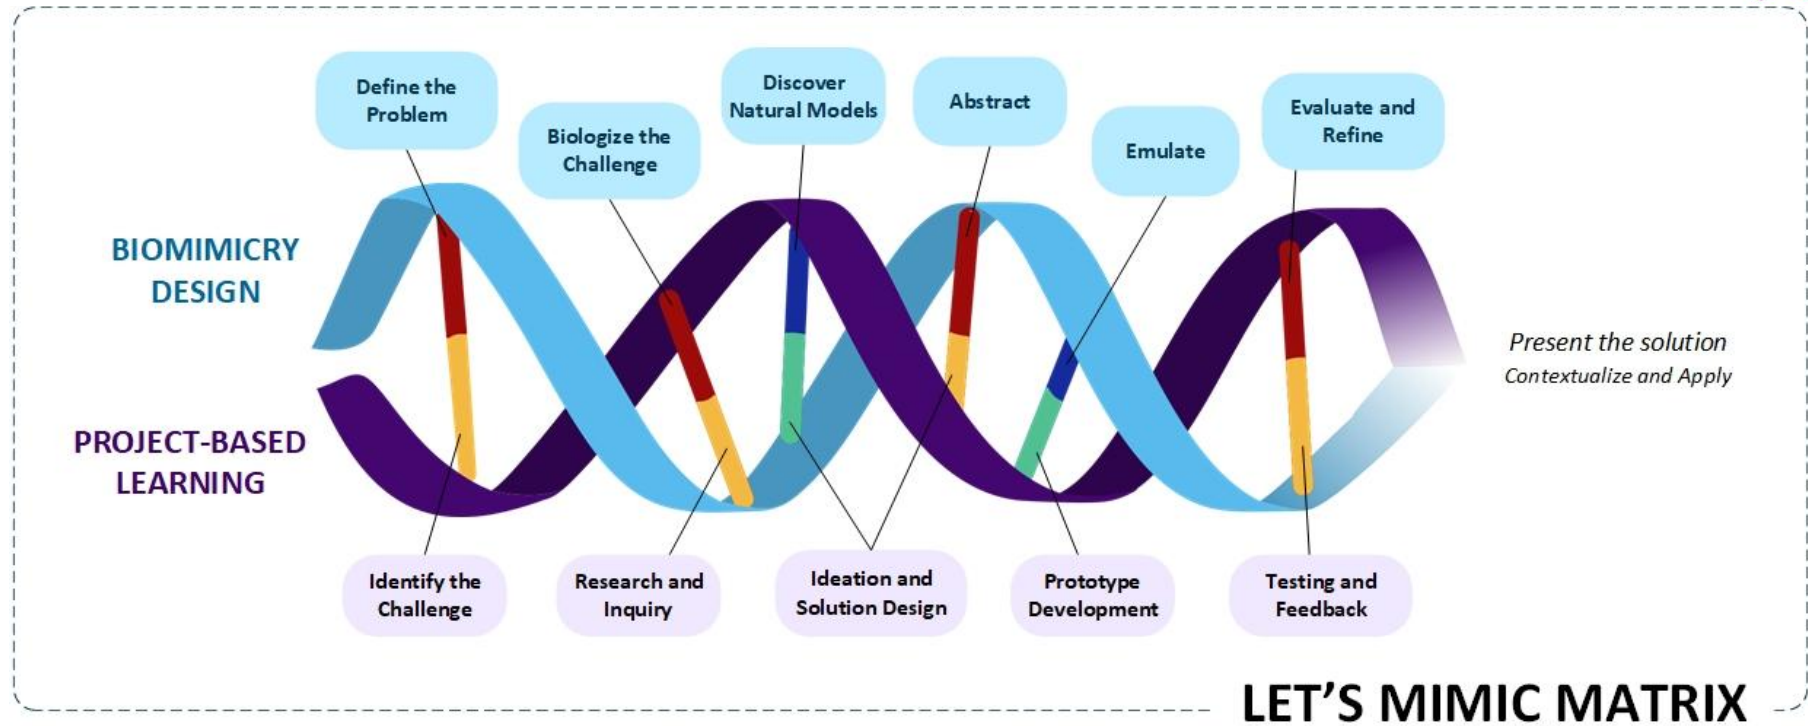 Define the
Problem
Biologize the
Challenge
Discover
Natural Models
Abstract
Emulate
Evaluate and
Refine
BIOMIMICRY
DESIGN
PROJECT-BASED
LEARNING
Present the solution
Contextualize and Apply
Identify the
Challenge
Research and
Inquiry
Ideation and
Solution Design
Prototype
Development
Testing and
Feedback
LET'S MIMIC MATRIX